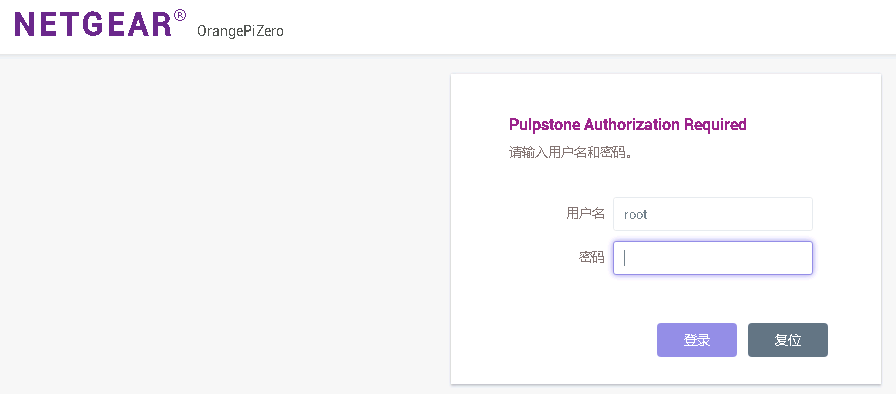 NETGEAR® OrangePiZero
Pulpstone Authorization Required
请输入用户名和密码。
用户名 root
密码
登录 复位